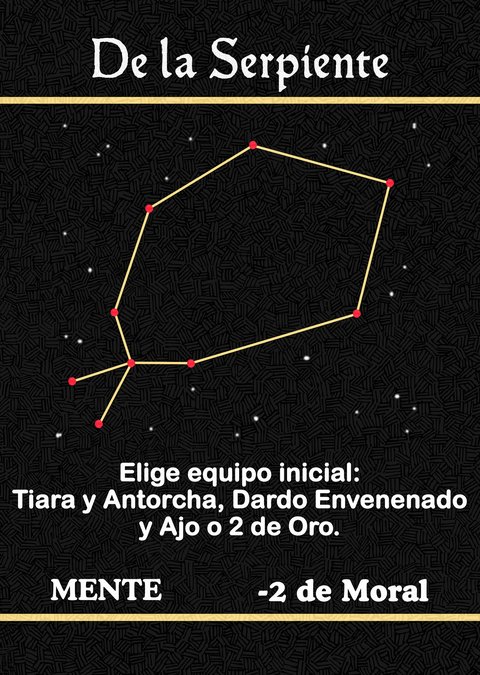 De la Serpiente
Elige equipo inicial:
Tiara y Antorcha, Dardo Envenenado
y Ajo o 2 de Oro.
MENTE -2 de Moral